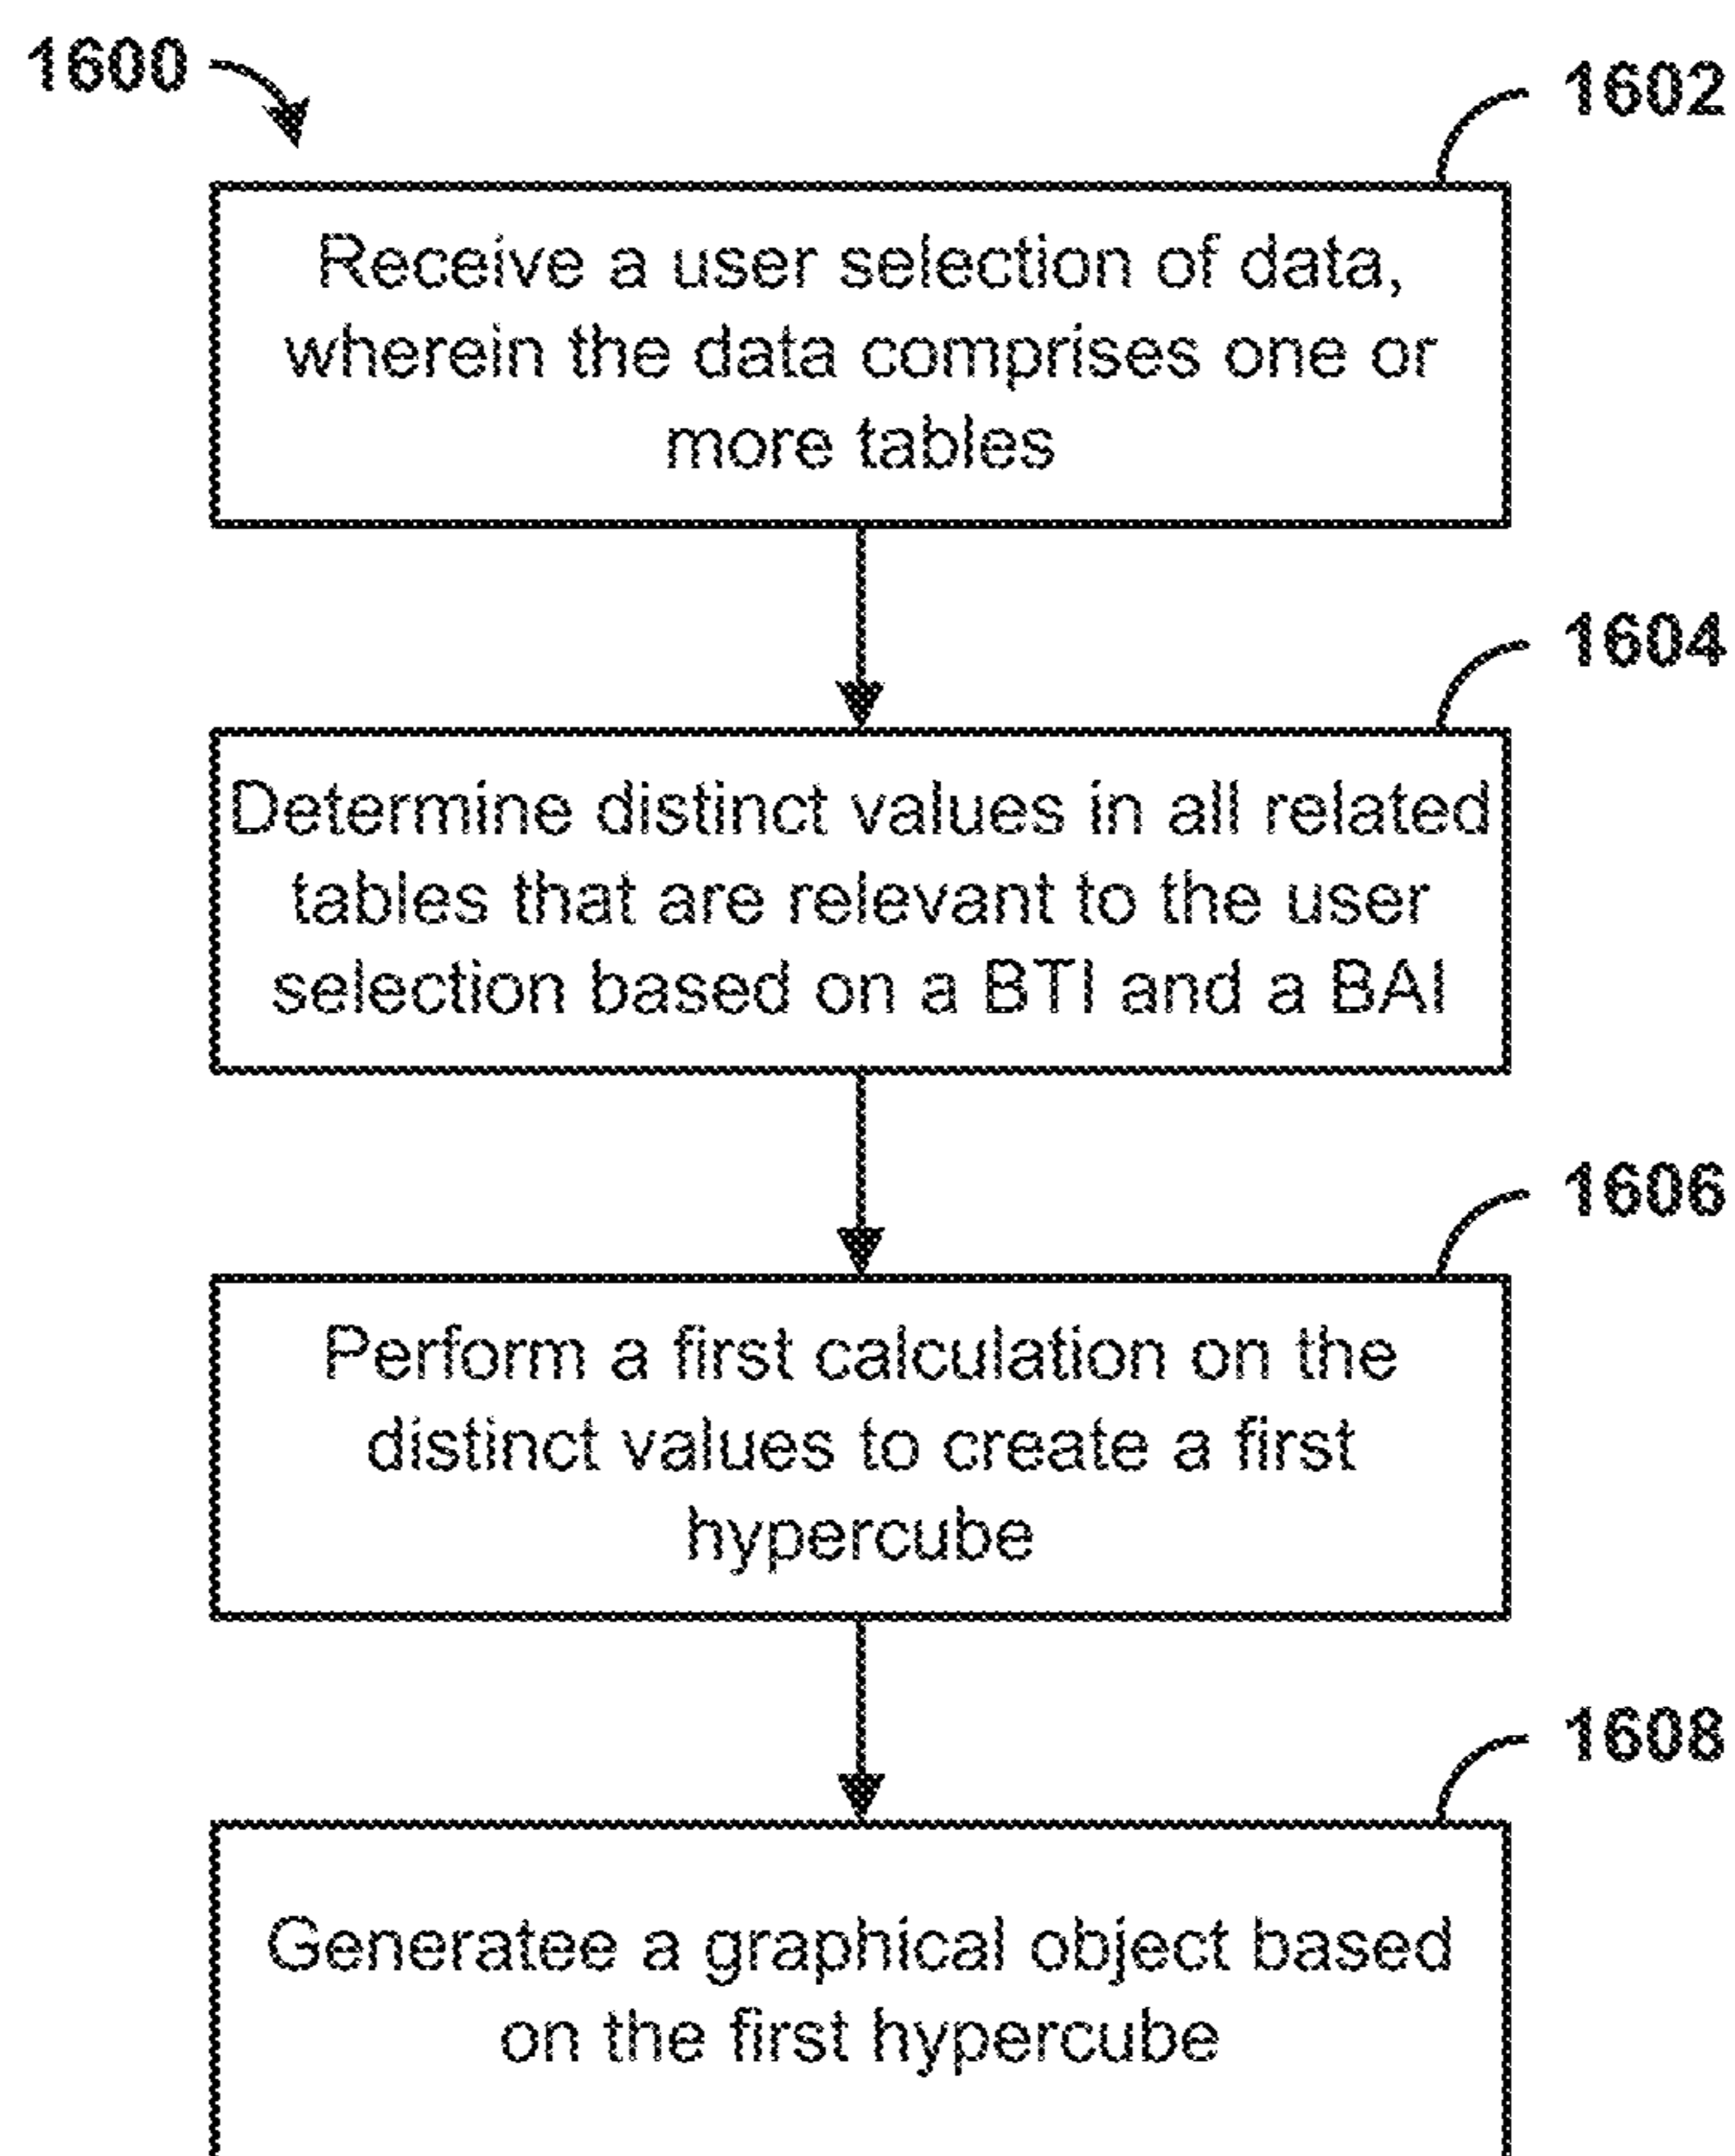 1600
1602
Receive a user selection of data,
wherein the data comprises one or
more tables
1604
Determine distinct values in all related
tables that are relevant to the user
selection based on a BTI and a BAI
1606
Perform a first calculation on the
distinct values to create a first
hypercube
1608
Generatee a graphical object based
on the first hypercube